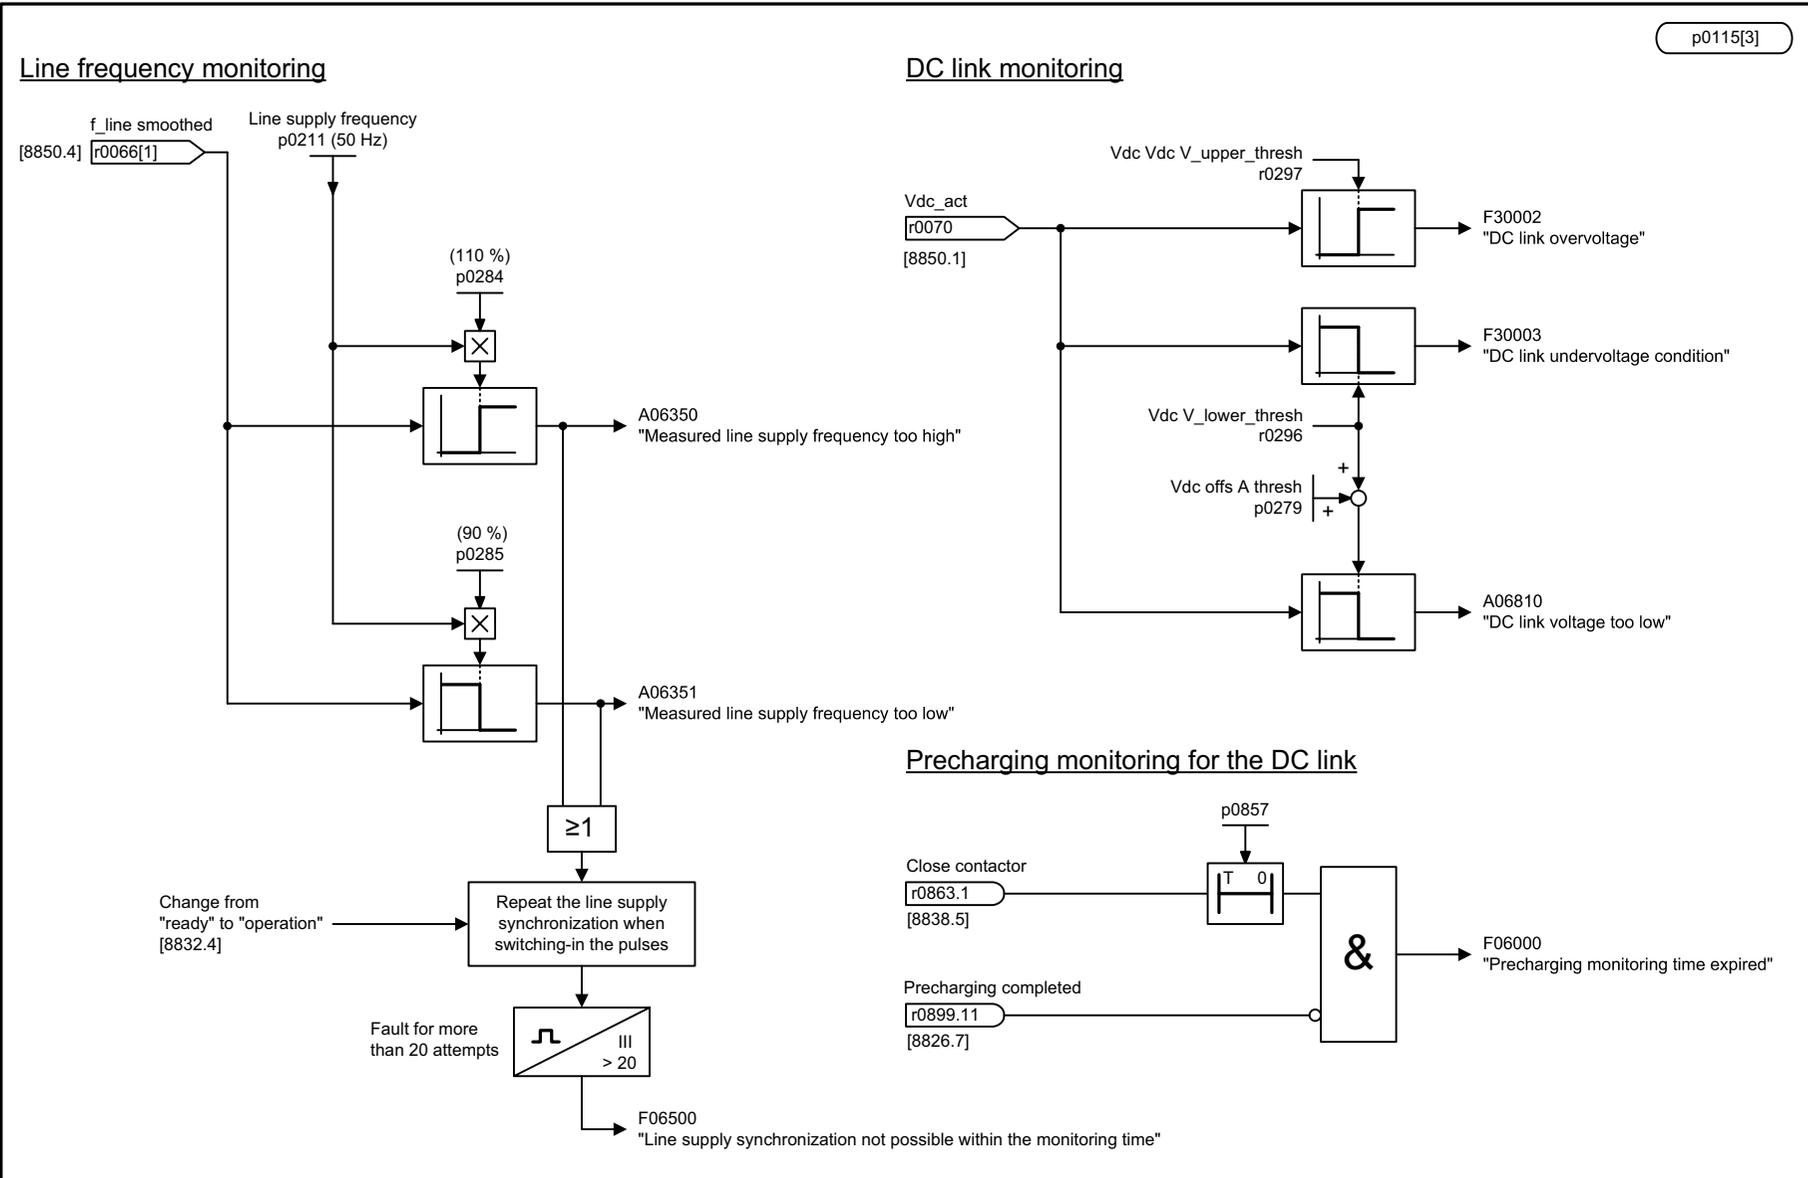 p0115[3]
Line frequency monitoring
f_line smoothed
[8850.4]
r0066[1]
Line supply frequency
p0211 (50 Hz)
(110 %)
p0284
A06350
"Measured line supply frequency too high"
(90 %)
p0285
A06351
"Measured line supply frequency too low"
≥1
Change from
"ready" to "operation"
[8832.4]
Repeat the line supply
synchronization when
switching-in the pulses
Fault for more
than 20 attempts
III
> 20
F06500
"Line supply synchronization not possible within the monitoring time"
DC link monitoring
Vdc Vdc V_upper_thresh
r0297
Vdc_act
r0070
[8850.1]
F30002
"DC link overvoltage"
F30003
"DC link undervoltage condition"
Vdc V_lower_thresh
r0296
+
Vdc offs A thresh
p0279
+
A06810
"DC link voltage too low"
Precharging monitoring for the DC link
p0857
Close contactor
r0863.1
[8838.5]
T 0
&
Precharging completed
r0899.11
[8826.7]
F06000
"Precharging monitoring time expired"